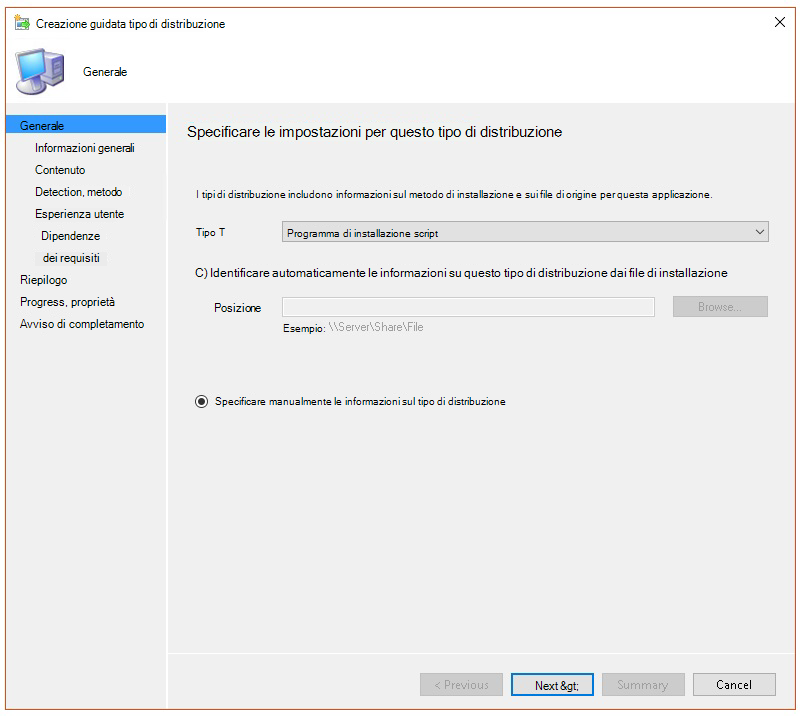 Creazione guidata tipo di distribuzione
Generale
Generale
Informazioni generali
Contenuto
Detection, metodo
Esperienza utente
Dipendenze
dei requisiti
Riepilogo
Progress, proprietà
Avviso di completamento
Specificare le impostazioni per questo tipo di distribuzione
I tipi di distribuzione includono informazioni sul metodo di installazione e sui file di origine per questa applicazione.
Tipo T
Programma di installazione script
C) Identificare automaticamente le informazioni su questo tipo di distribuzione dai file di installazione
Posizione
Browse...
Esempio: \\Server\Share\File
Specificare manualmente le informazioni sul tipo di distribuzione
< Previous
Next &gt;
Summary
Cancel